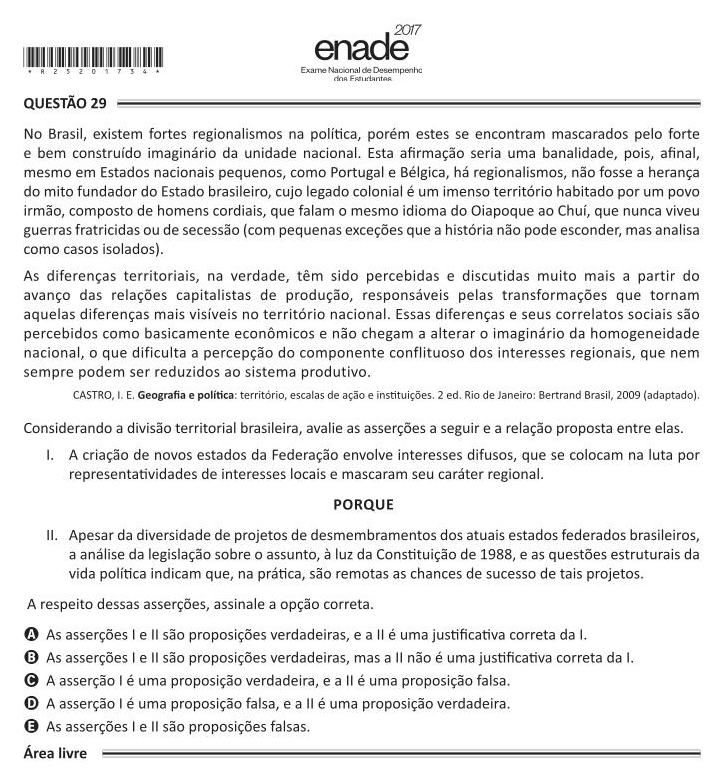 2017
enade
Exame Nacional de Desempenho
dos Estudantes
* R 2 5 2 0 1 7 3 4 *
QUESTÃO 29
No Brasil, existem fortes regionalismos na política, porém estes se encontram mascarados pelo forte
e bem construído imaginário da unidade nacional. Esta afirmação seria uma banalidade, pois, afinal,
mesmo em Estados nacionais pequenos, como Portugal e Bélgica, há regionalismos, não fosse a herança
do mito fundador do Estado brasileiro, cujo legado colonial é um imenso território habitado por um povo
irmão, composto de homens cordiais, que falam o mesmo idioma do Oiapoque ao Chuí, que nunca viveu
guerras fratricidas ou de secessão (com pequenas exceções que a história não pode esconder, mas analisa
como casos isolados).
As diferenças territoriais, na verdade, têm sido percebidas e discutidas muito mais a partir do
avanço das relações capitalistas de produção, responsáveis pelas transformações que tornam
aquelas diferenças mais visíveis no território nacional. Essas diferenças e seus correlatos sociais são
percebidos como basicamente econômicos e não chegam a alterar o imaginário da homogeneidade
nacional, o que dificulta a percepção do componente conflituoso dos interesses regionais, que nem
sempre podem ser reduzidos ao sistema produtivo.
CASTRO, I. E. Geografia e política: território, escalas de ação e instituições. 2 ed. Rio de Janeiro: Bertrand Brasil, 2009 (adaptado).
Considerando a divisão territorial brasileira, avalie as asserções a seguir e a relação proposta entre elas.
I. A criação de novos estados da Federação envolve interesses difusos, que se colocam na luta por
representatividades de interesses locais e mascaram seu caráter regional.
PORQUE
II. Apesar da diversidade de projetos de desmembramentos dos atuais estados federados brasileiros,
a análise da legislação sobre o assunto, à luz da Constituição de 1988, e as questões estruturais da
vida política indicam que, na prática, são remotas as chances de sucesso de tais projetos.
A respeito dessas asserções, assinale a opção correta.
A As asserções I e II são proposições verdadeiras, e a II é uma justificativa correta da I.
B As asserções I e II são proposições verdadeiras, mas a II não é uma justificativa correta da I.
C A asserção I é uma proposição verdadeira, e a II é uma proposição falsa.
D A asserção I é uma proposição falsa, e a II é uma proposição verdadeira.
E As asserções I e II são proposições falsas.
Área livre